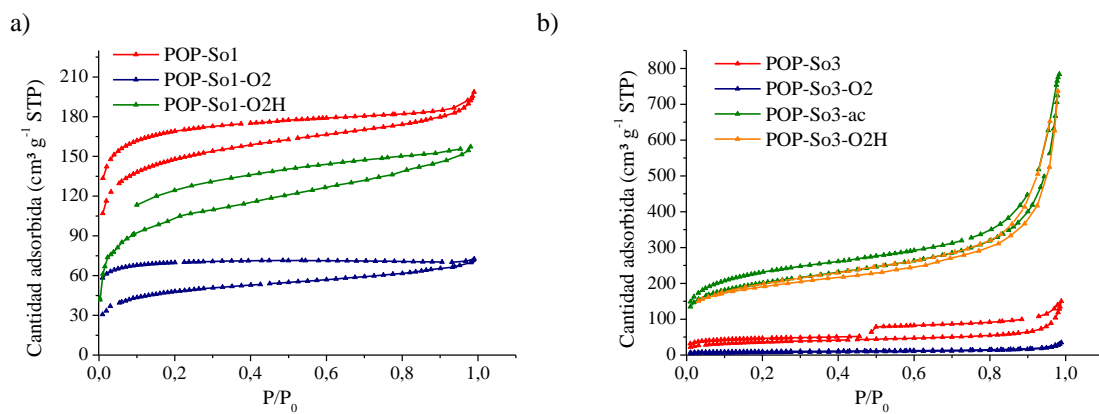 a)
Cantidad adsorbida (cm³ g⁻¹ STP)
210
180
150
120
90
60
30
0
POP-So1
POP-So1-O2
POP-So1-O2H
0,0 0,2 0,4 0,6 0,8 1,0
P/P₀
b)
Cantidad adsorbida (cm³ g⁻¹ STP)
800
700
600
500
400
300
200
100
0
POP-So3
POP-So3-O2
POP-So3-ac
POP-So3-O2H
0,0 0,2 0,4 0,6 0,8 1,0
P/P₀